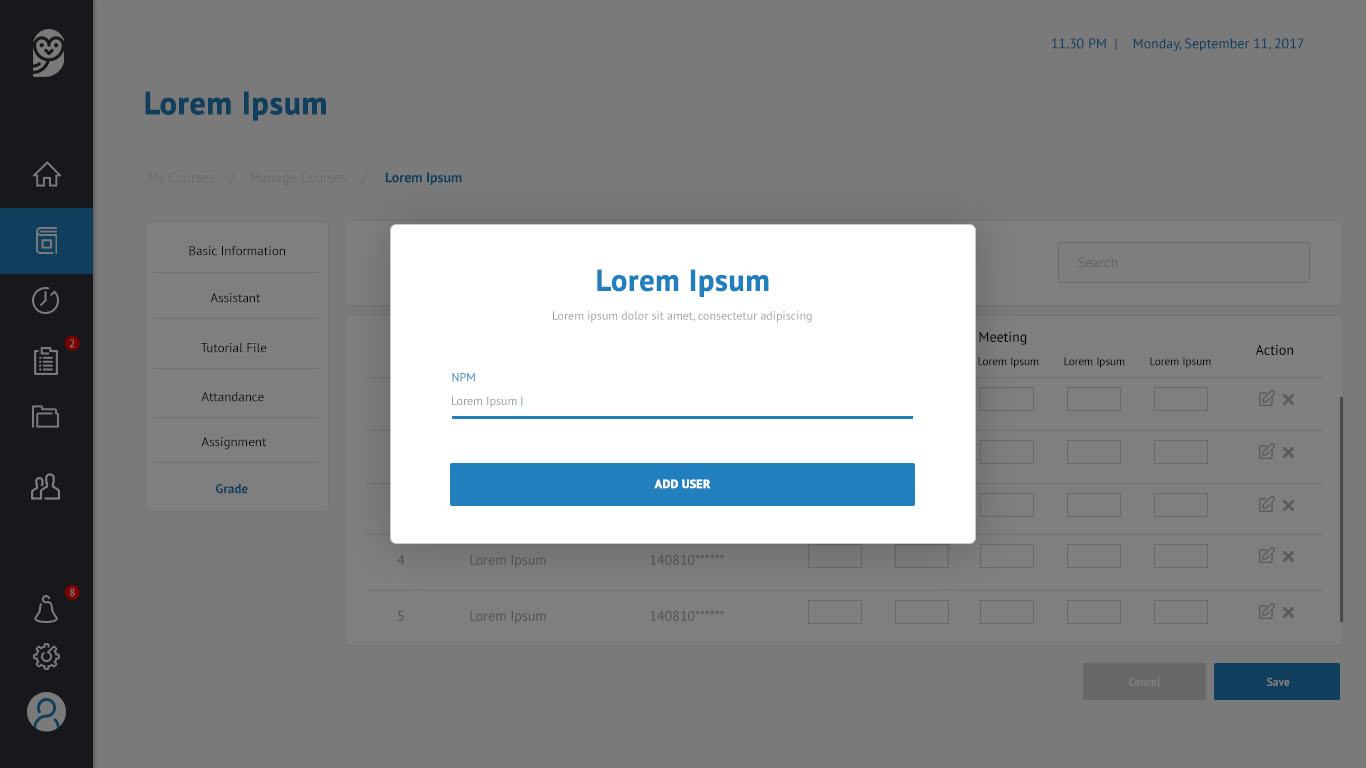 11.30 PM | Monday, September 11, 2017
Lorem Ipsum
My Courses / Manage Courses / Lorem Ipsum
Basic Information
Assistant
Tutorial File
Attandance
Assignment
Grade
Search
Meeting
Action
Lorem Ipsum Lorem Ipsum Lorem Ipsum
Lorem Ipsum
Lorem ipsum dolor sit amet, consectetur adipiscing
NPM
Lorem Ipsum |
ADD USER
4 Lorem Ipsum 140810******
5 Lorem Ipsum 140810******
Cencel
Save
2
8